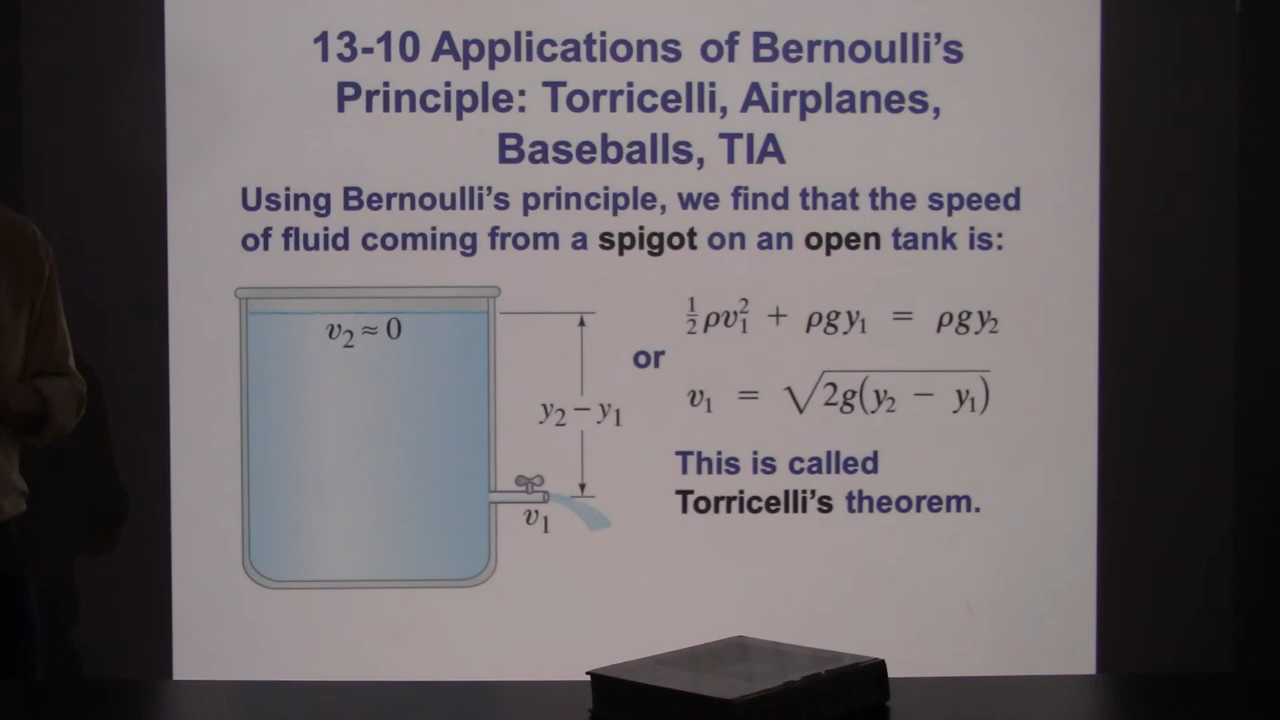 13-10 Applications of Bernoulli's
Principle: Torricelli, Airplanes,
Baseballs, TIA
Using Bernoulli's principle, we find that the speed
of fluid coming from a spigot on an open tank is:
v₂ ≈ 0
y₂ − y₁
v₁
½ρv₁² + ρgy₁ = ρgy₂
or
v₁ = √(2g(y₂ − y₁))
This is called
Torricelli's theorem.